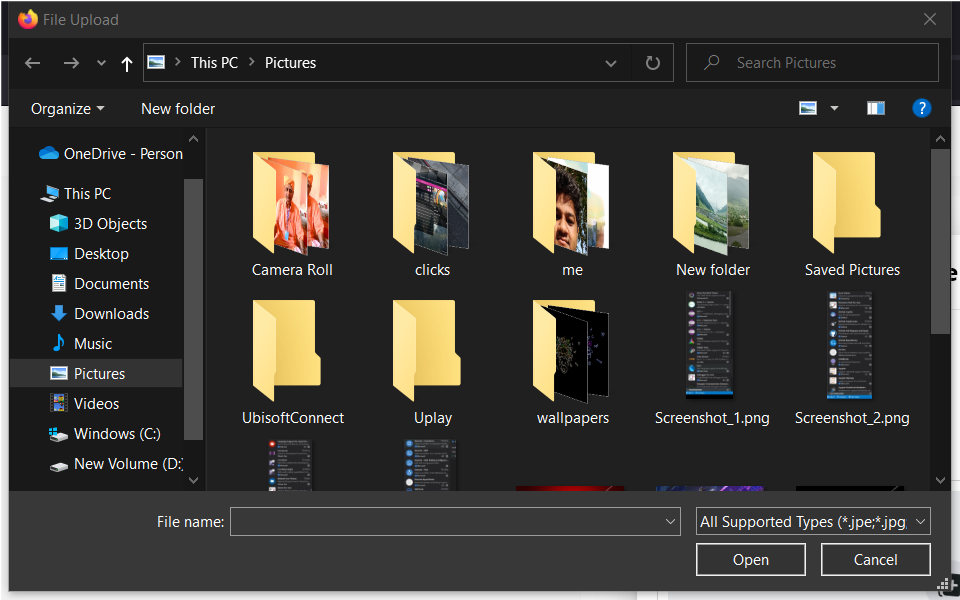 File Upload
This PC
Pictures
Search Pictures
Organize
New folder
?
OneDrive - Person
This PC
3D Objects
Desktop
Documents
Downloads
Music
Pictures
Videos
Windows (C:)
New Volume (D:)
Camera Roll
clicks
me
New folder
Saved Pictures
UbisoftConnect
Uplay
wallpapers
Screenshot_1.png
Screenshot_2.png
File name:
All Supported Types (*.jpe;*.jpg;
Open
Cancel